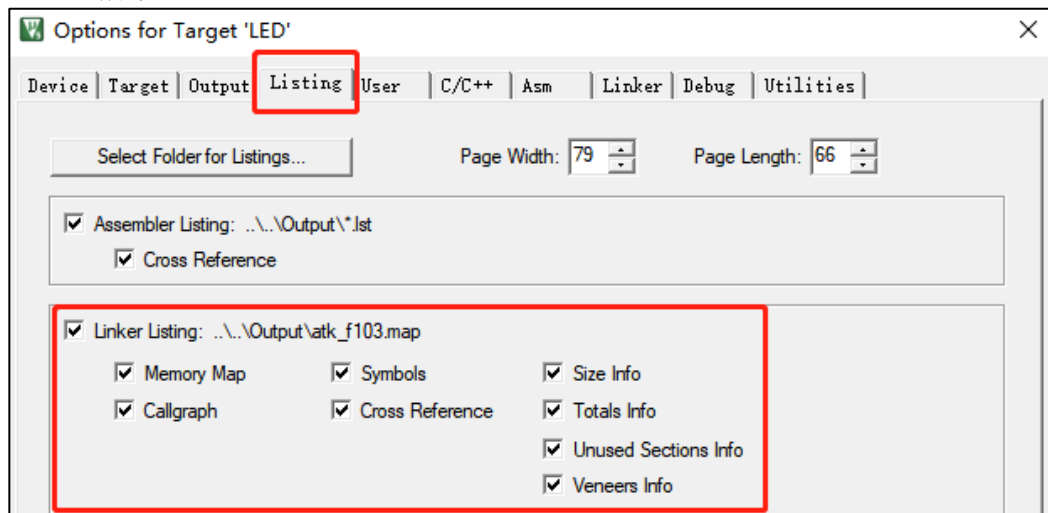 Options for Target 'LED'
Device Target Output Listing User C/C++ Asm Linker Debug Utilities
Select Folder for Listings... Page Width: 79 Page Length: 66
Assembler Listing: ..\..\Output\*.lst
Cross Reference
Linker Listing: ..\..\Output\atk_f103.map
Memory Map Symbols Size Info
Callgraph Cross Reference Totals Info
Unused Sections Info
Veneers Info